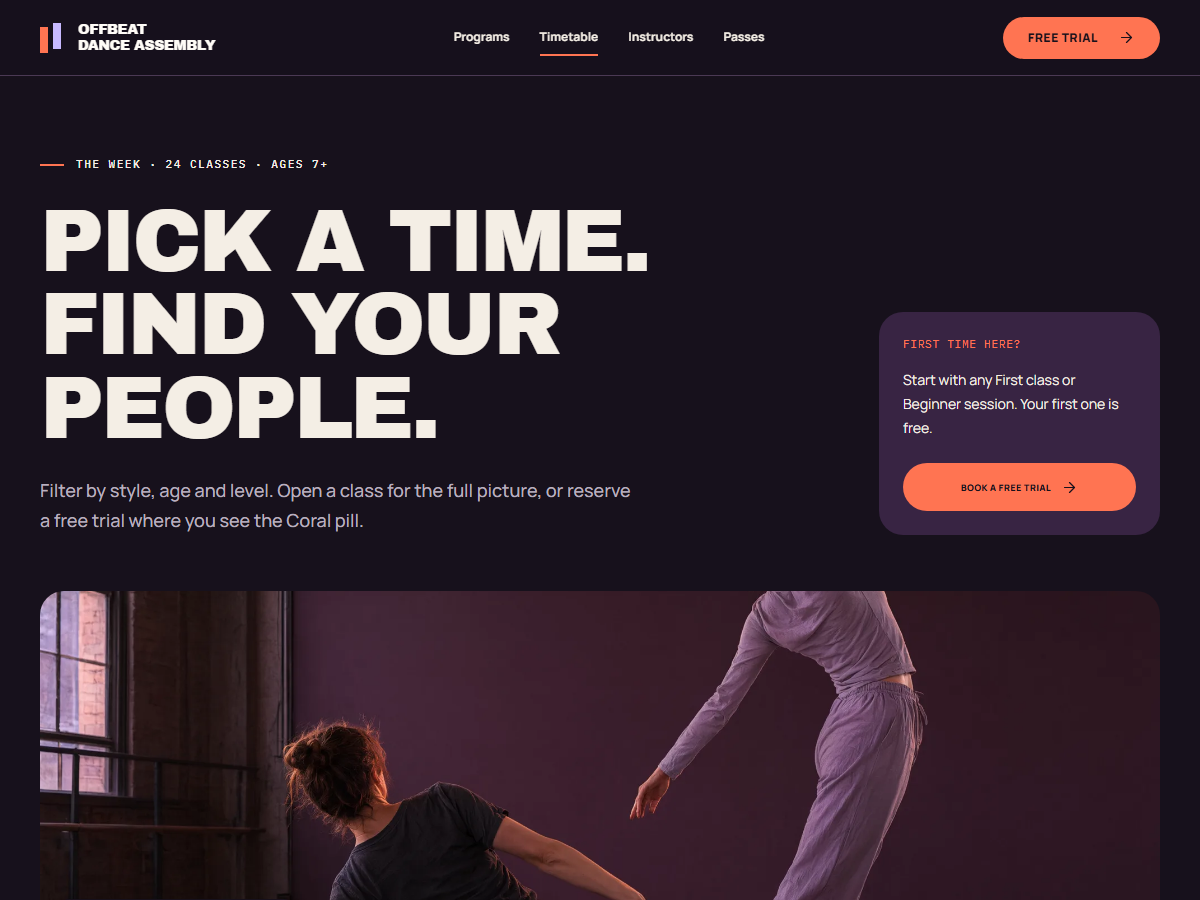 OFFBEAT
DANCE ASSEMBLY
Programs Timetable Instructors Passes
FREE TRIAL →
THE WEEK · 24 CLASSES · AGES 7+
PICK A TIME.
FIND YOUR
PEOPLE.
Filter by style, age and level. Open a class for the full picture, or reserve
a free trial where you see the Coral pill.
FIRST TIME HERE?
Start with any First class or
Beginner session. Your first one is
free.
BOOK A FREE TRIAL →